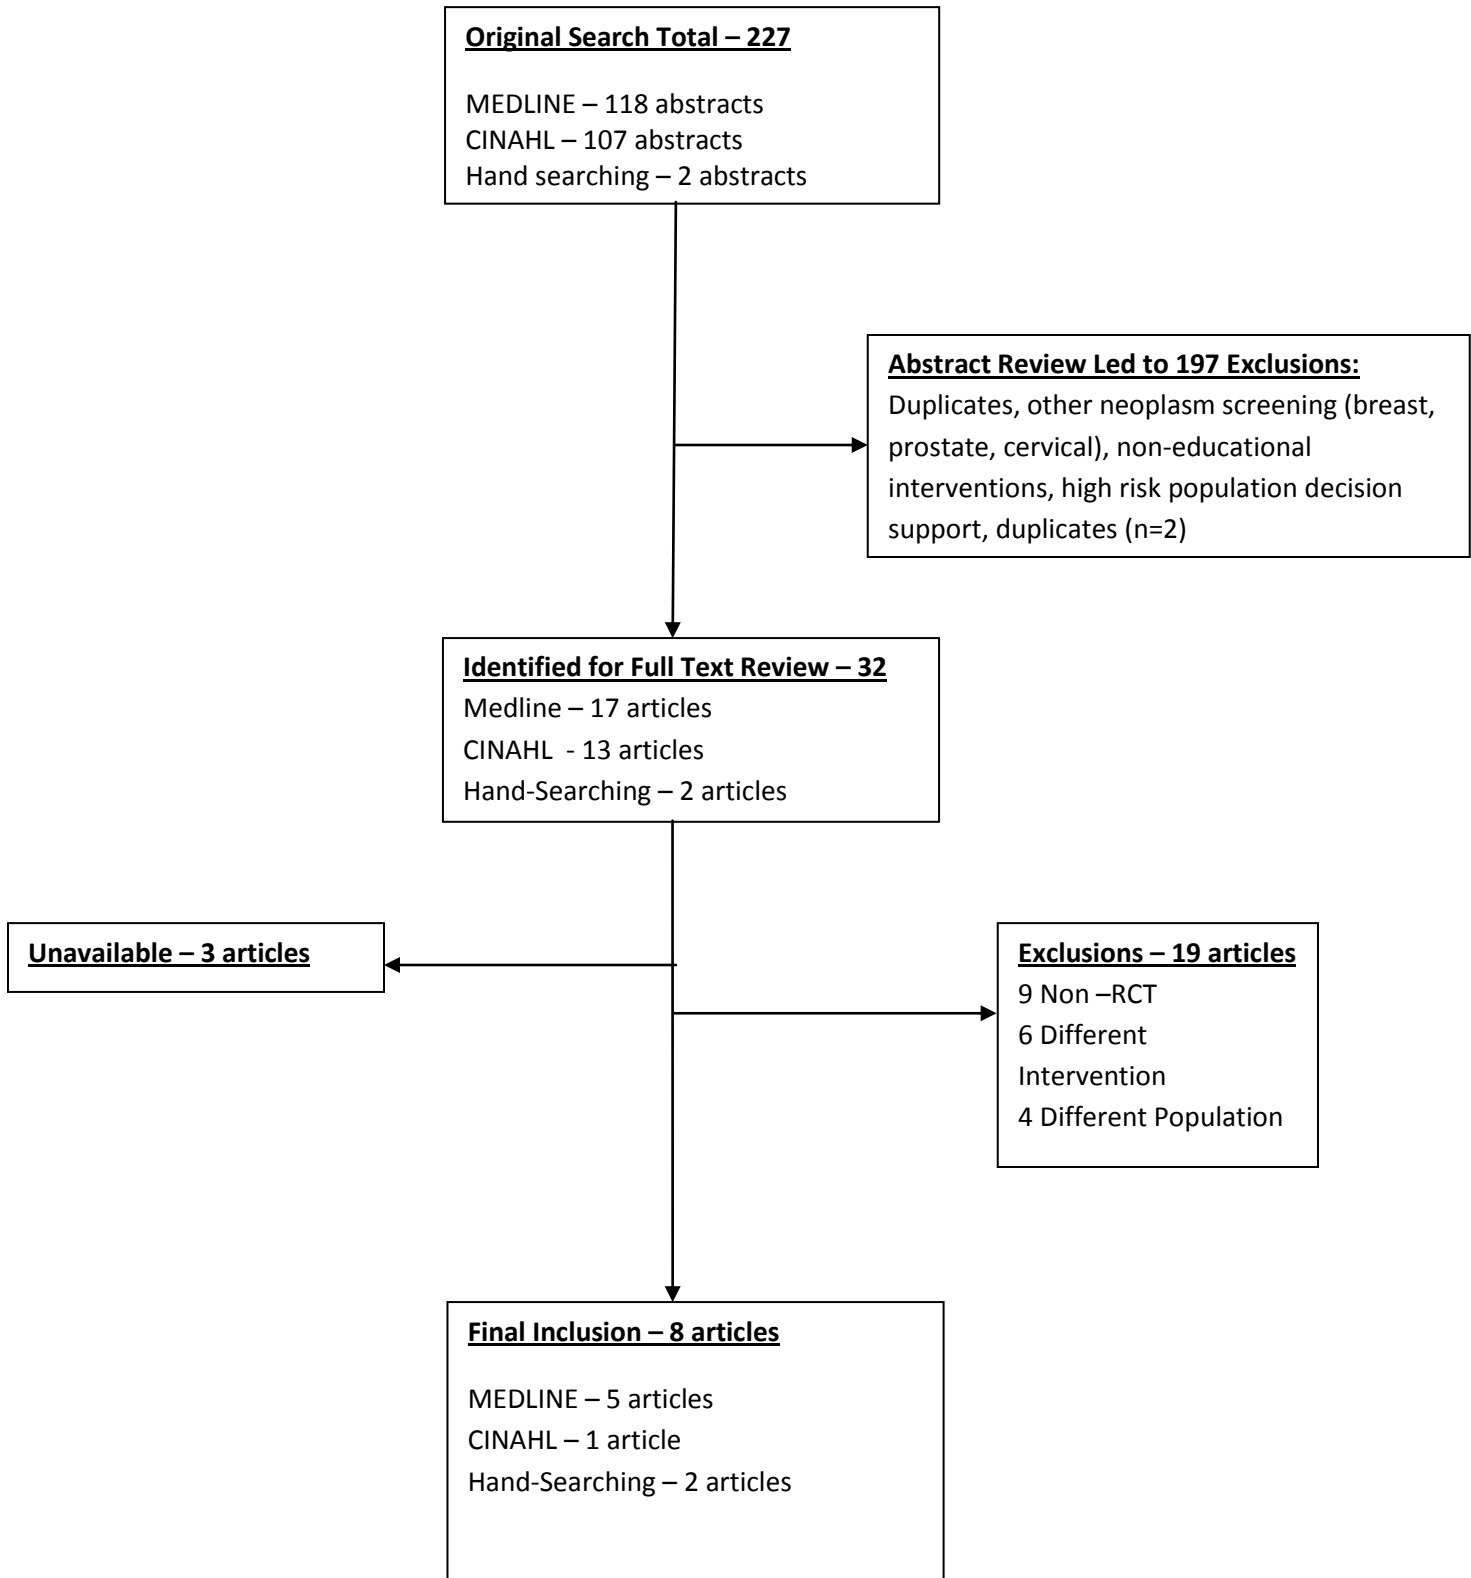 Original Search Total – 227
MEDLINE – 118 abstracts
CINAHL – 107 abstracts
Hand searching – 2 abstracts
Abstract Review Led to 197 Exclusions:
Duplicates, other neoplasm screening (breast,
prostate, cervical), non-educational
interventions, high risk population decision
support, duplicates (n=2)
Identified for Full Text Review – 32
Medline – 17 articles
CINAHL  - 13 articles
Hand-Searching – 2 articles
Unavailable – 3 articles
Exclusions – 19 articles
9 Non –RCT
6 Different
Intervention
4 Different Population
Final Inclusion – 8 articles
MEDLINE – 5 articles
CINAHL – 1 article
Hand-Searching – 2 articles